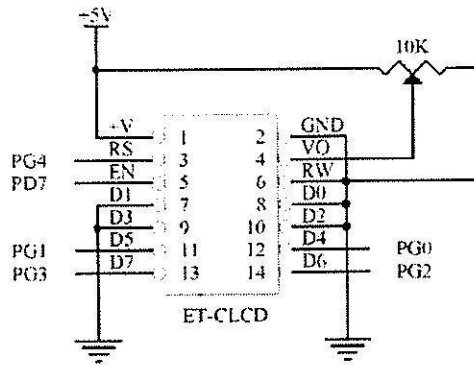 +5V
10K
+V 1 2 GND
RS 3 4 VO
PG4
EN 5 6 RW
PD7
D1 7 8 D0
D3 9 10 D2
D5 11 12 D4
PG1 PG0
D7 13 14 D6
PG3 PG2
ET-CLCD